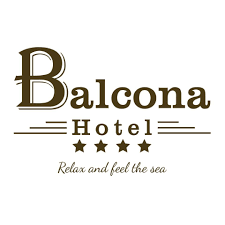 Balcona
Hotel
Relax and feel the sea